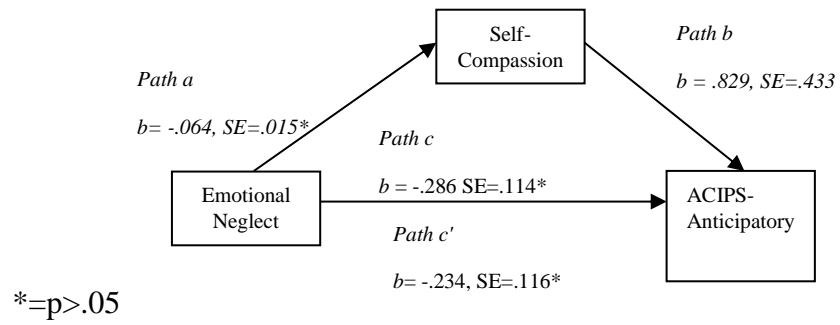 Self-
Compassion
Path b
b = .829, SE=.433
Path a
b= -.064, SE=.015*
Path c
b = -.286 SE=.114*
Emotional
Neglect
ACIPS-
Anticipatory
Path c'
b= -.234, SE=.116*
*=p>.05